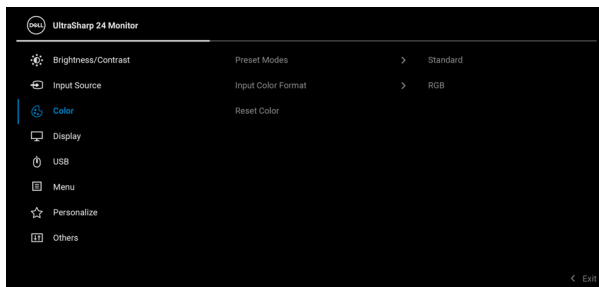 DELL UltraSharp 24 Monitor
Brightness/Contrast Preset Modes > Standard
Input Source Input Color Format > RGB
Color Reset Color
Display
USB
Menu
Personalize
Others
< Exit